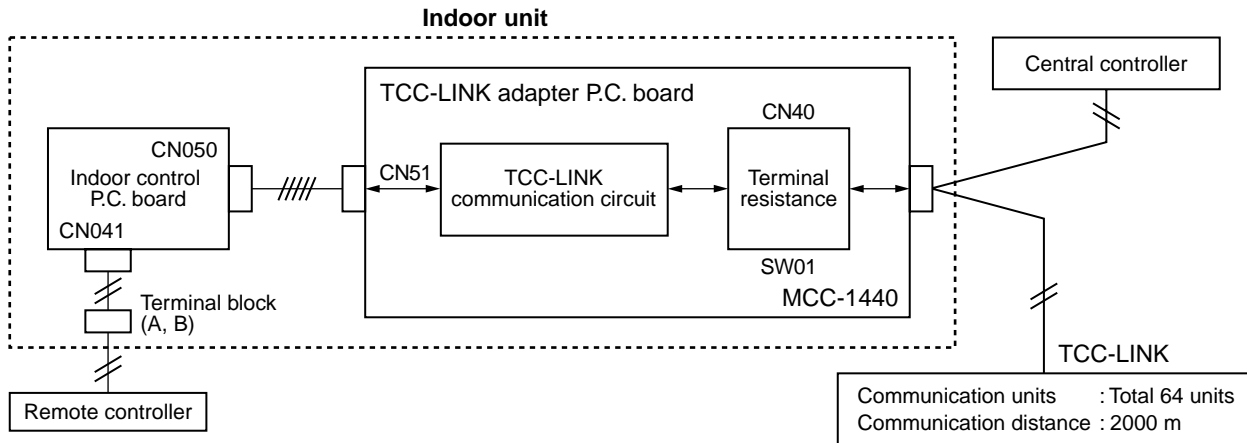 Indoor unit
Central controller
TCC-LINK adapter P.C. board
CN40
CN050
Indoor control
P.C. board
CN041
CN51
TCC-LINK
communication circuit
Terminal
resistance
SW01
MCC-1440
Terminal block
(A, B)
Remote controller
TCC-LINK
Communication units : Total 64 units
Communication distance : 2000 m